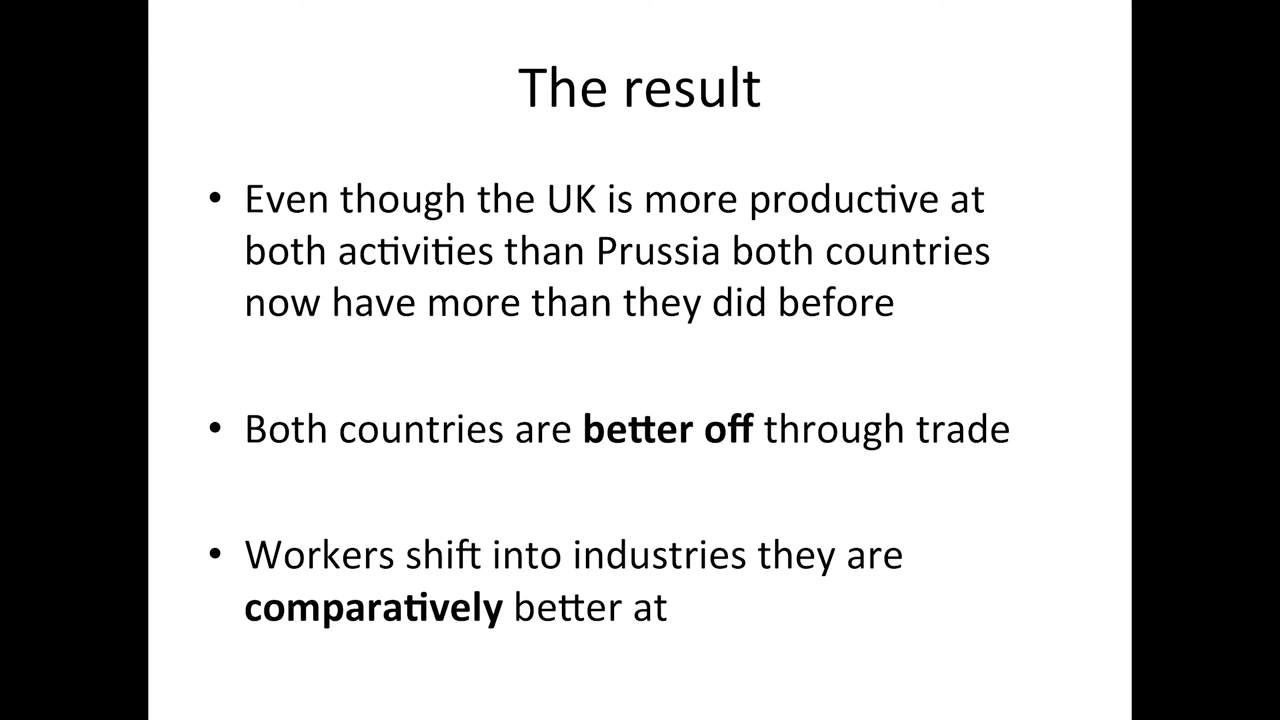 The result
• Even though the UK is more productive at
both activities than Prussia both countries
now have more than they did before
• Both countries are better off through trade
• Workers shift into industries they are
comparatively better at